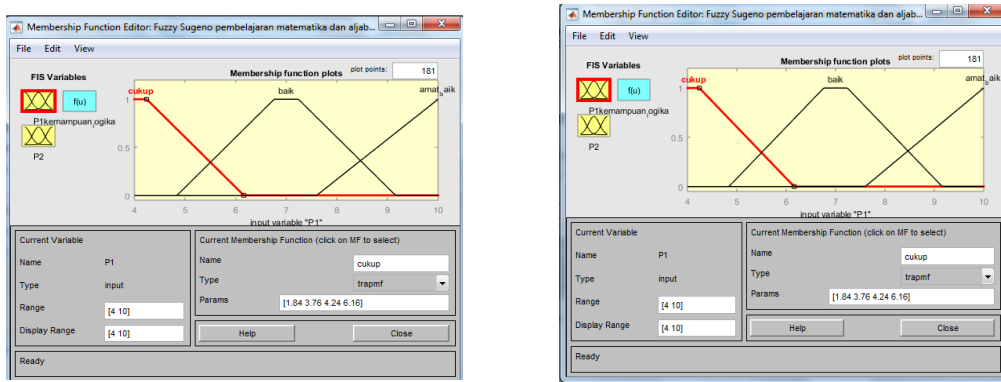 Membership Function Editor: Fuzzy Sugeno pembelajaran matematika dan aljab...
File Edit View
FIS Variables
Membership function plots
plot points: 181
cukup baik amat_baik
f(u)
P1kemampuan_logika
P2
1
0.5
0
4 5 6 7 8 9 10
input variable "P1"
Current Variable
Name P1
Type input
Range [4 10]
Display Range [4 10]
Current Membership Function (click on MF to select)
Name cukup
Type trapmf
Params [1.84 3.76 4.24 6.16]
Help Close
Ready
Membership Function Editor: Fuzzy Sugeno pembelajaran matematika dan aljab...
File Edit View
FIS Variables
Membership function plots
plot points: 181
cukup baik amat_baik
f(u)
P1kemampuan_logika
P2
1
0.5
0
4 5 6 7 8 9 10
input variable "P1"
Current Variable
Name P1
Type input
Range [4 10]
Display Range [4 10]
Current Membership Function (click on MF to select)
Name cukup
Type trapmf
Params [1.84 3.76 4.24 6.16]
Help Close
Ready